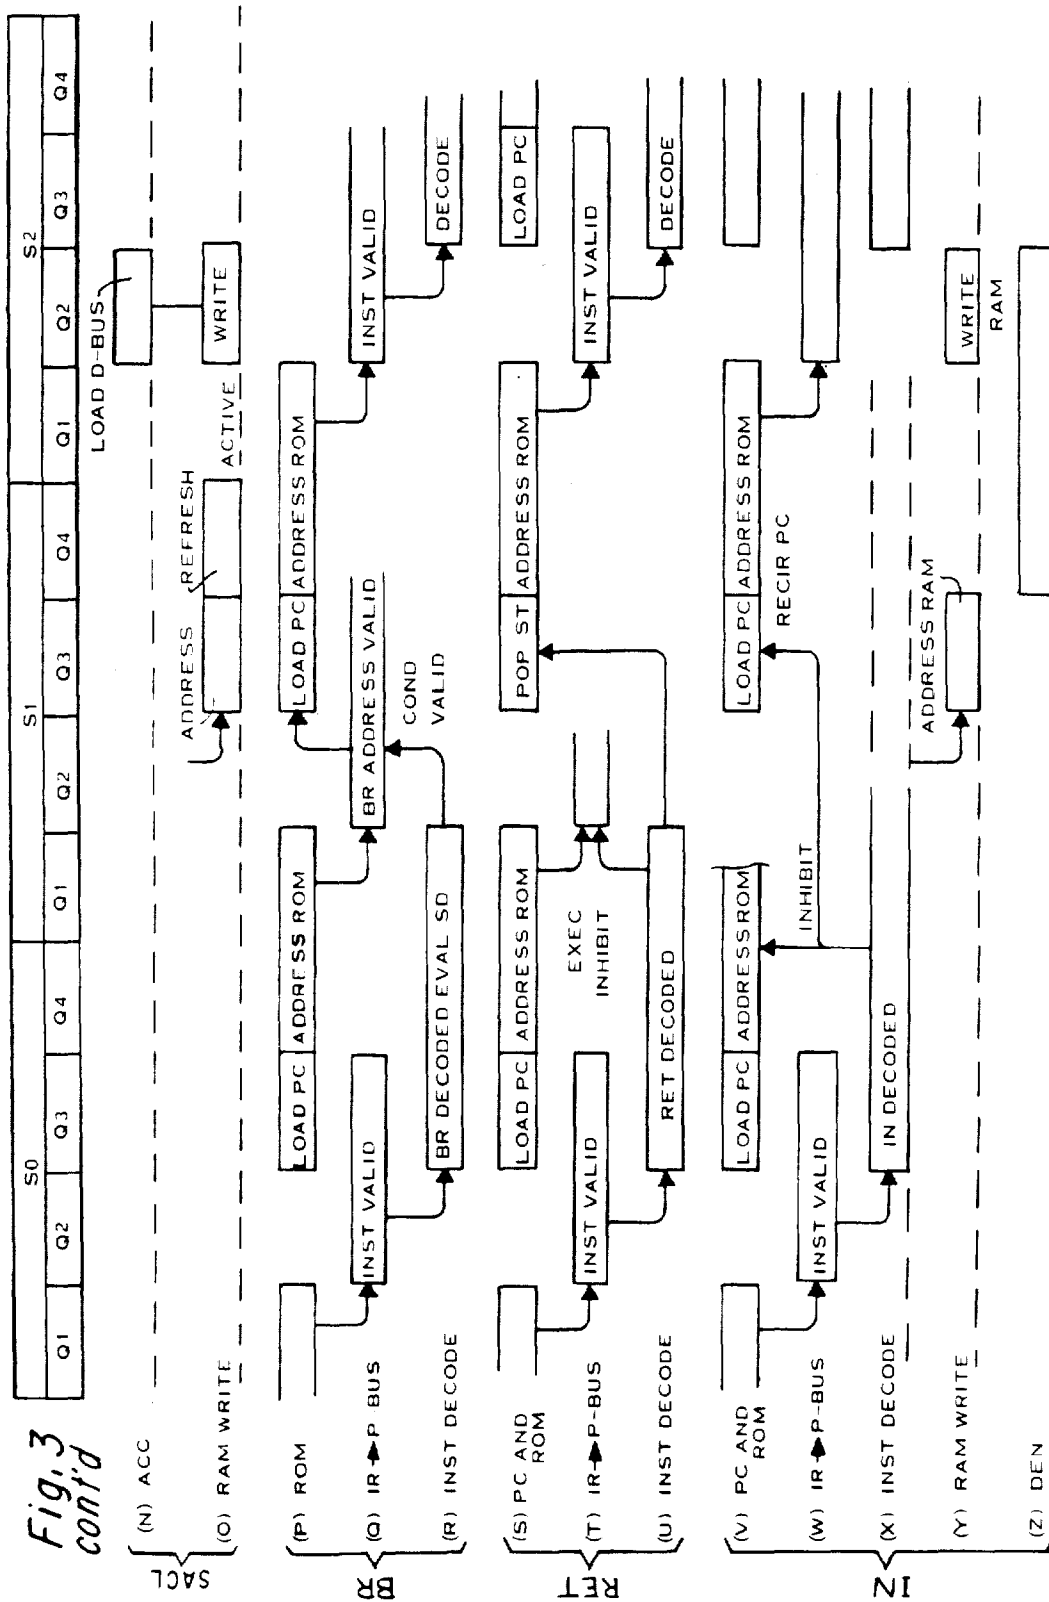 Fig. 3
cont'd
S0 S1 S2
Q1 Q2 Q3 Q4 Q1 Q2 Q3 Q4 Q1 Q2 Q3 Q4
SACL
(N) ACC
LOAD D-BUS
(O) RAM WRITE
ADDRESS REFRESH
ACTIVE
WRITE
BR
(P) ROM
LOAD PC ADDRESS ROM LOAD PC ADDRESS ROM
(Q) IR→P-BUS
INST VALID BR ADDRESS VALID INST VALID
COND
VALID
(R) INST DECODE
BR DECODED EVAL SD DECODE
RET
(S) PC AND
ROM
LOAD PC ADDRESS ROM POP ST ADDRESS ROM LOAD PC
(T) IR→P-BUS
INST VALID INST VALID
EXEC
INHIBIT
(U) INST DECODE
RET DECODED DECODE
IN
(V) PC AND
ROM
LOAD PC ADDRESS ROM LOAD PC ADDRESS ROM
RECIR PC
(W) IR→P-BUS
INST VALID
INHIBIT
(X) INST DECODE
IN DECODED
ADDRESS RAM
(Y) RAM WRITE
WRITE
RAM
(Z) DEN